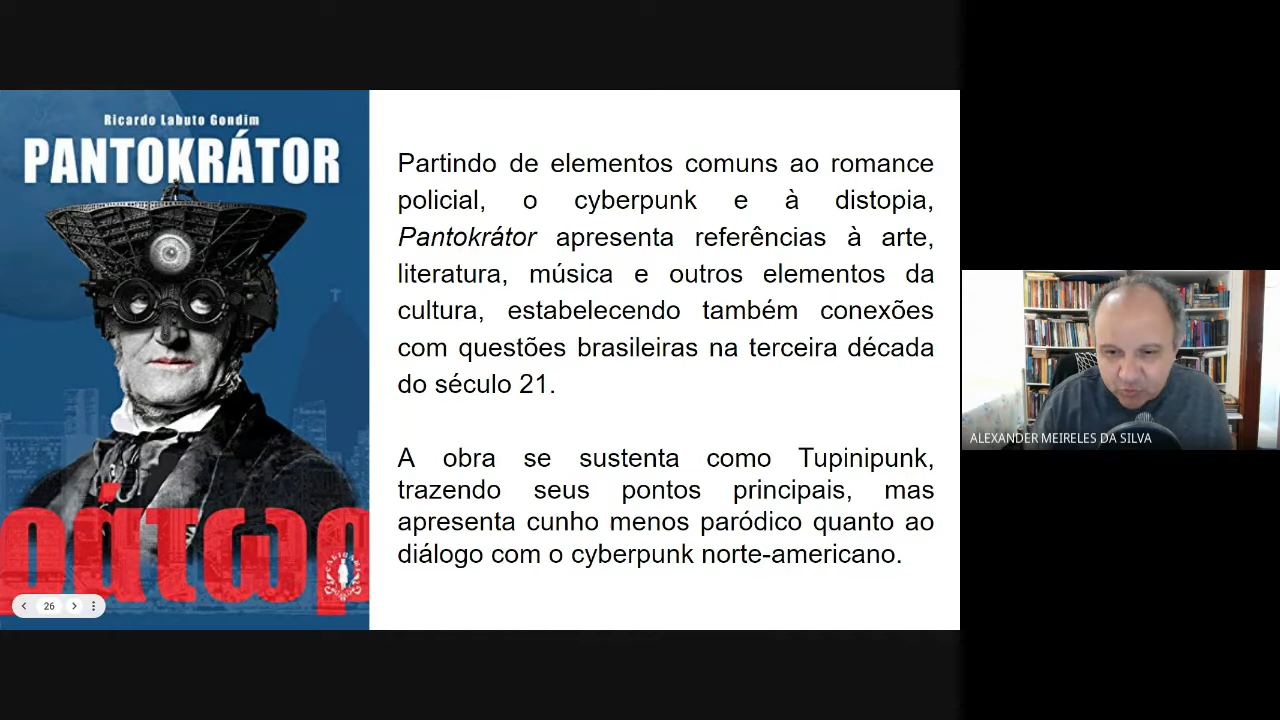 Ricardo Labuto Gondim
PANTOKRÁTOR
ράτωρ
CALIBAN
26
Partindo de elementos comuns ao romance
policial, o cyberpunk e à distopia,
Pantokrátor apresenta referências à arte,
literatura, música e outros elementos da
cultura, estabelecendo também conexões
com questões brasileiras na terceira década
do século 21.
A obra se sustenta como Tupinipunk,
trazendo seus pontos principais, mas
apresenta cunho menos paródico quanto ao
diálogo com o cyberpunk norte-americano.
ALEXANDER MEIRELES DA SILVA